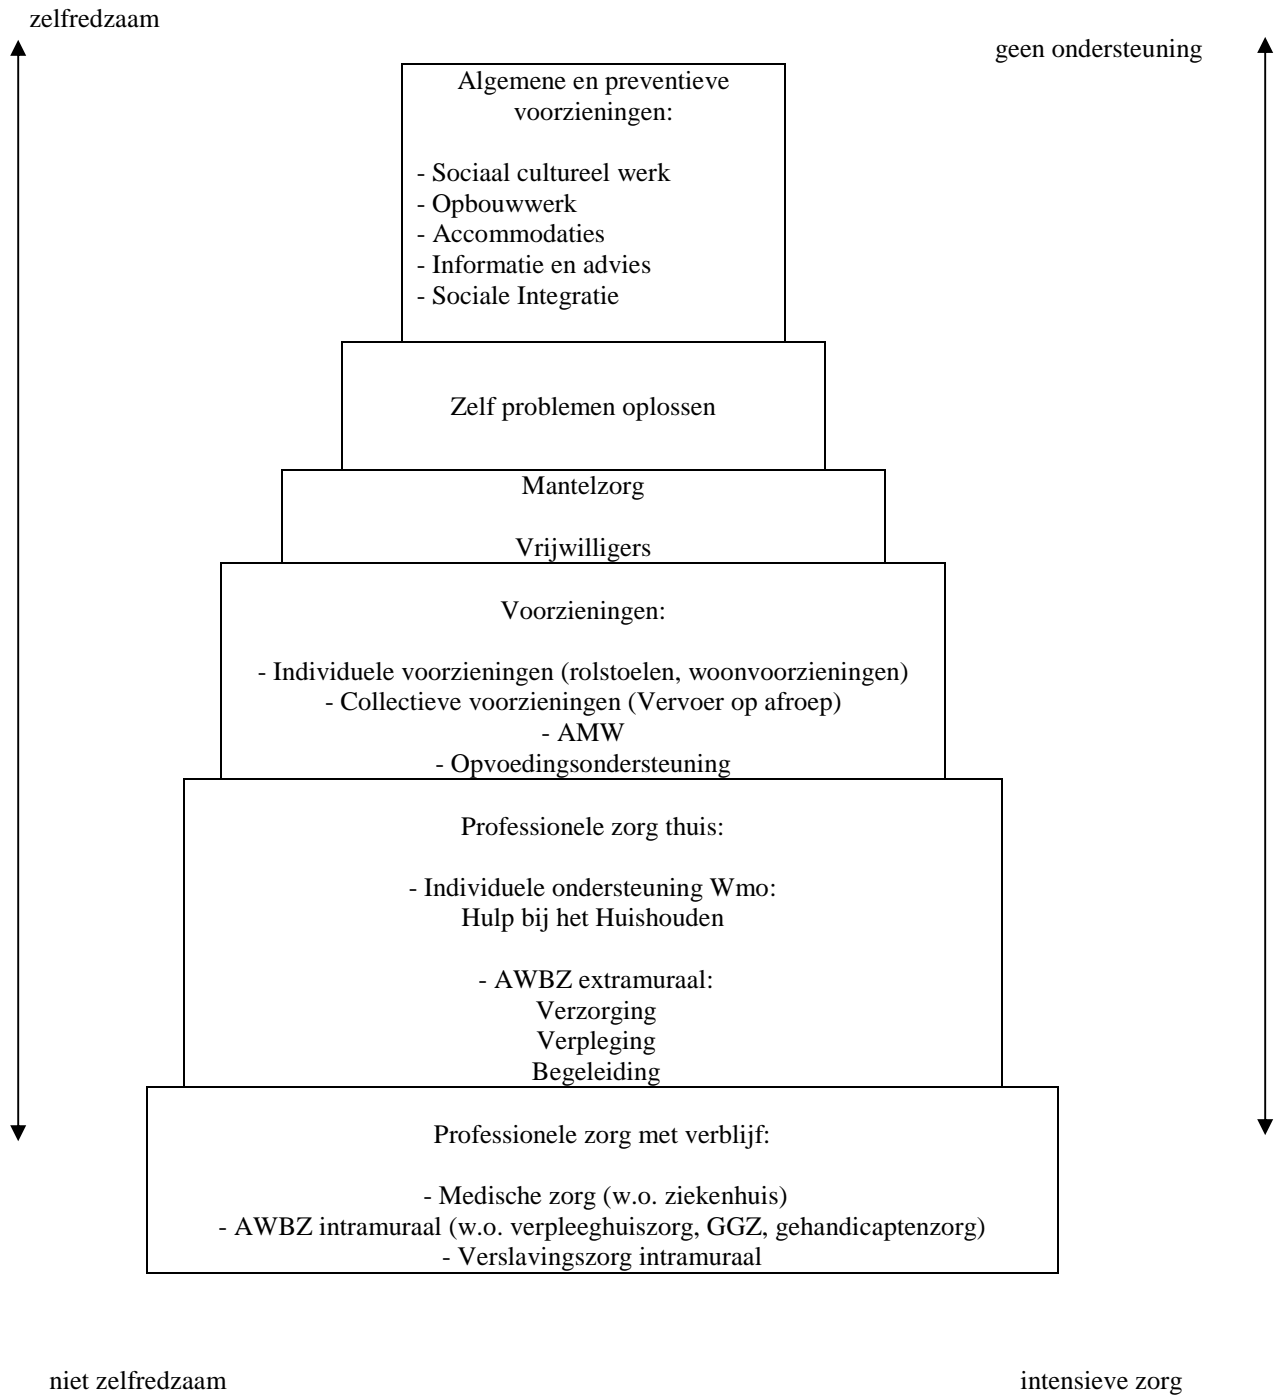 zelfredzaam
geen ondersteuning
Algemene en preventieve
voorzieningen:
- Sociaal cultureel werk
- Opbouwwerk
- Accommodaties
- Informatie en advies
- Sociale Integratie
Zelf problemen oplossen
Mantelzorg
Vrijwilligers
Voorzieningen:
- Individuele voorzieningen (rolstoelen, woonvoorzieningen)
- Collectieve voorzieningen (Vervoer op afroep)
- AMW
- Opvoedingsondersteuning
Professionele zorg thuis:
- Individuele ondersteuning Wmo:
Hulp bij het Huishouden
- AWBZ extramuraal:
Verzorging
Verpleging
Begeleiding
Professionele zorg met verblijf:
- Medische zorg (w.o. ziekenhuis)
- AWBZ intramuraal (w.o. verpleeghuiszorg, GGZ, gehandicaptenzorg)
- Verslavingszorg intramuraal
niet zelfredzaam
intensieve zorg